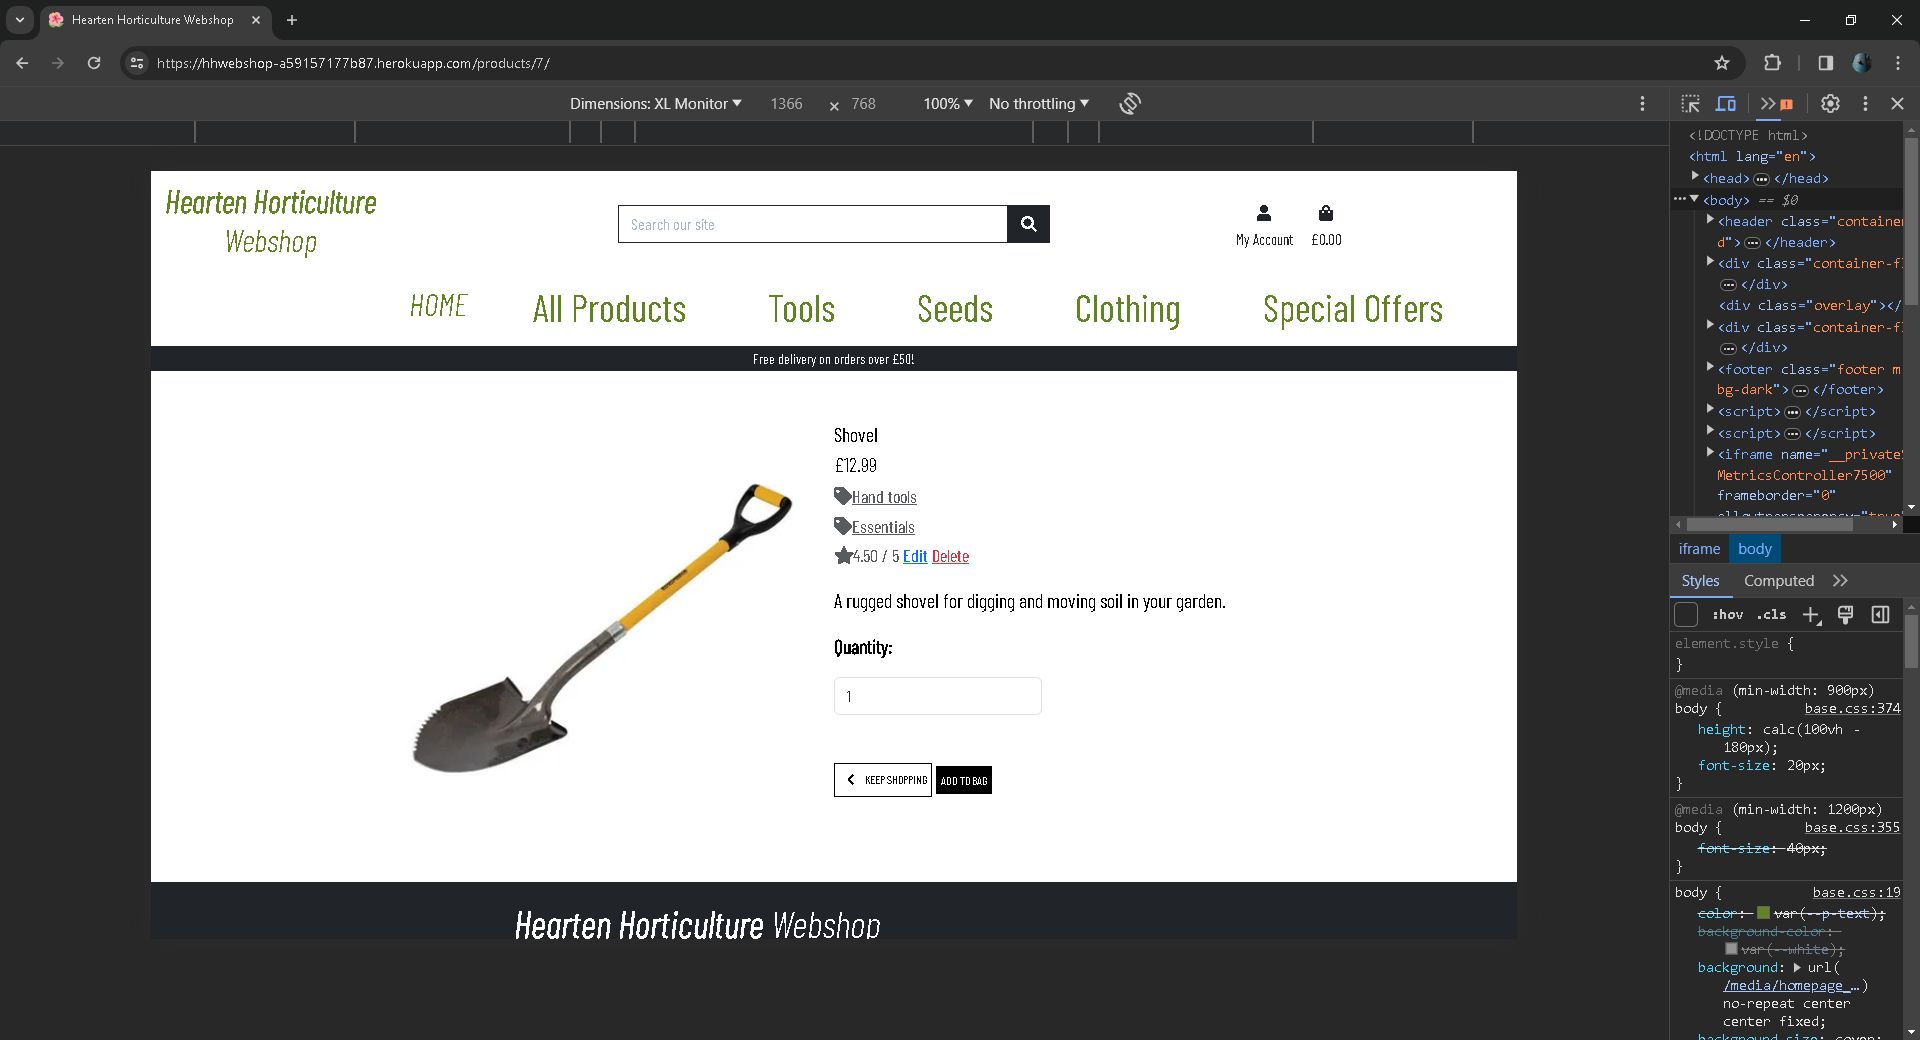 Hearten Horticulture Webshop
https://hhwebshop-a59157177b87.herokuapp.com/products/7/
Dimensions: XL Monitor 1366 × 768 100% No throttling
Hearten Horticulture
Webshop
Search our site
My Account £0.00
HOME All Products Tools Seeds Clothing Special Offers
Free delivery on orders over £50!
Shovel
£12.99
Hand tools
Essentials
4.50 / 5 Edit Delete
A rugged shovel for digging and moving soil in your garden.
Quantity:
1
KEEP SHOPPING ADD TO BAG
Hearten Horticulture Webshop
<!DOCTYPE html>
<html lang="en">
<head> ••• </head>
••• <body> == $0
<header class="container
d"> ••• </header>
<div class="container-fl
••• </div>
<div class="overlay"></
<div class="container-fl
••• </div>
<footer class="footer m
bg-dark"> ••• </footer>
<script> ••• </script>
<script> ••• </script>
<iframe name="__privateS
MetricsController7500"
frameborder="0"
allowtransparency="true"
iframe body
Styles Computed
:hov .cls
element.style {
}
@media (min-width: 900px)
body { base.css:374
height: calc(100vh -
180px);
font-size: 20px;
}
@media (min-width: 1200px)
body { base.css:355
font-size: 40px;
}
body { base.css:19
color: var(--p-text);
background-color:
var(--white);
background: url(
/media/homepage_…)
no-repeat center
center fixed;
background-size: cover;